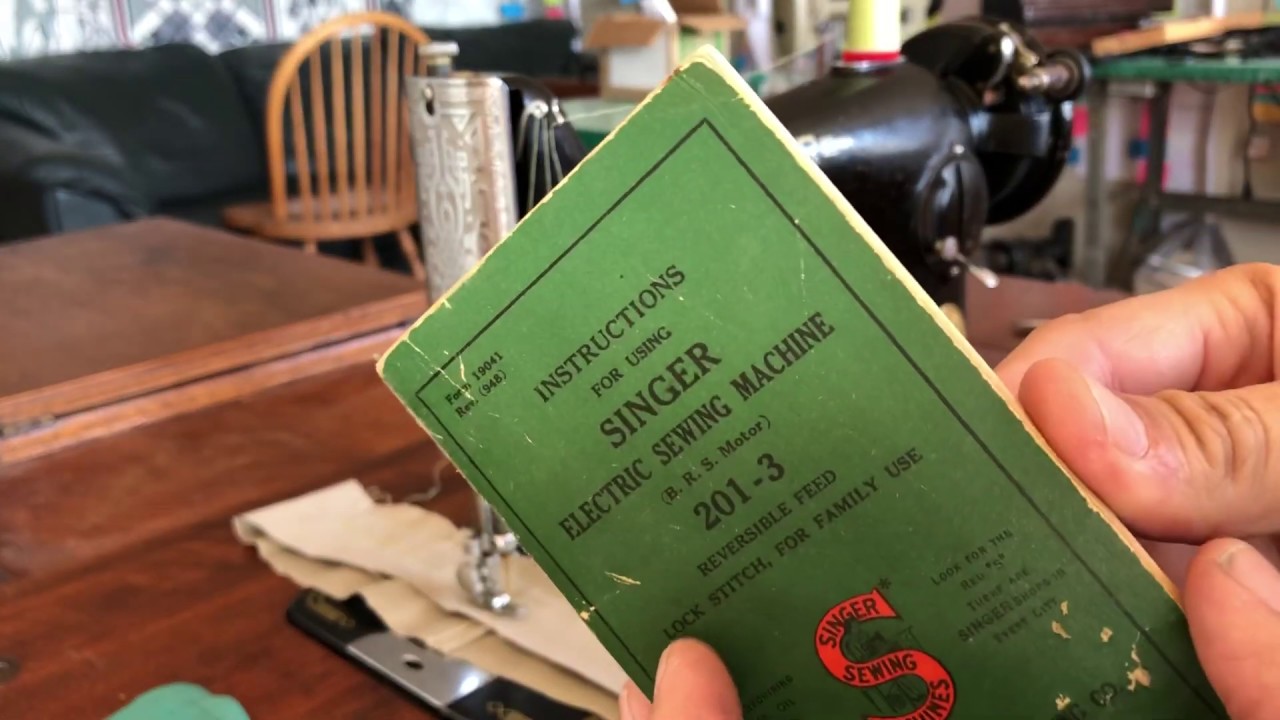 Form 19041
Rev. (948)
INSTRUCTIONS
FOR USING
SINGER
ELECTRIC SEWING MACHINE
(B. R. S. Motor)
201-3
REVERSIBLE FEED
LOCK STITCH, FOR FAMILY USE
LOOK FOR THE
RED "S"
THERE ARE
SINGER SHOPS IN
EVERY CITY
SINGER
SEWING
MACHINES